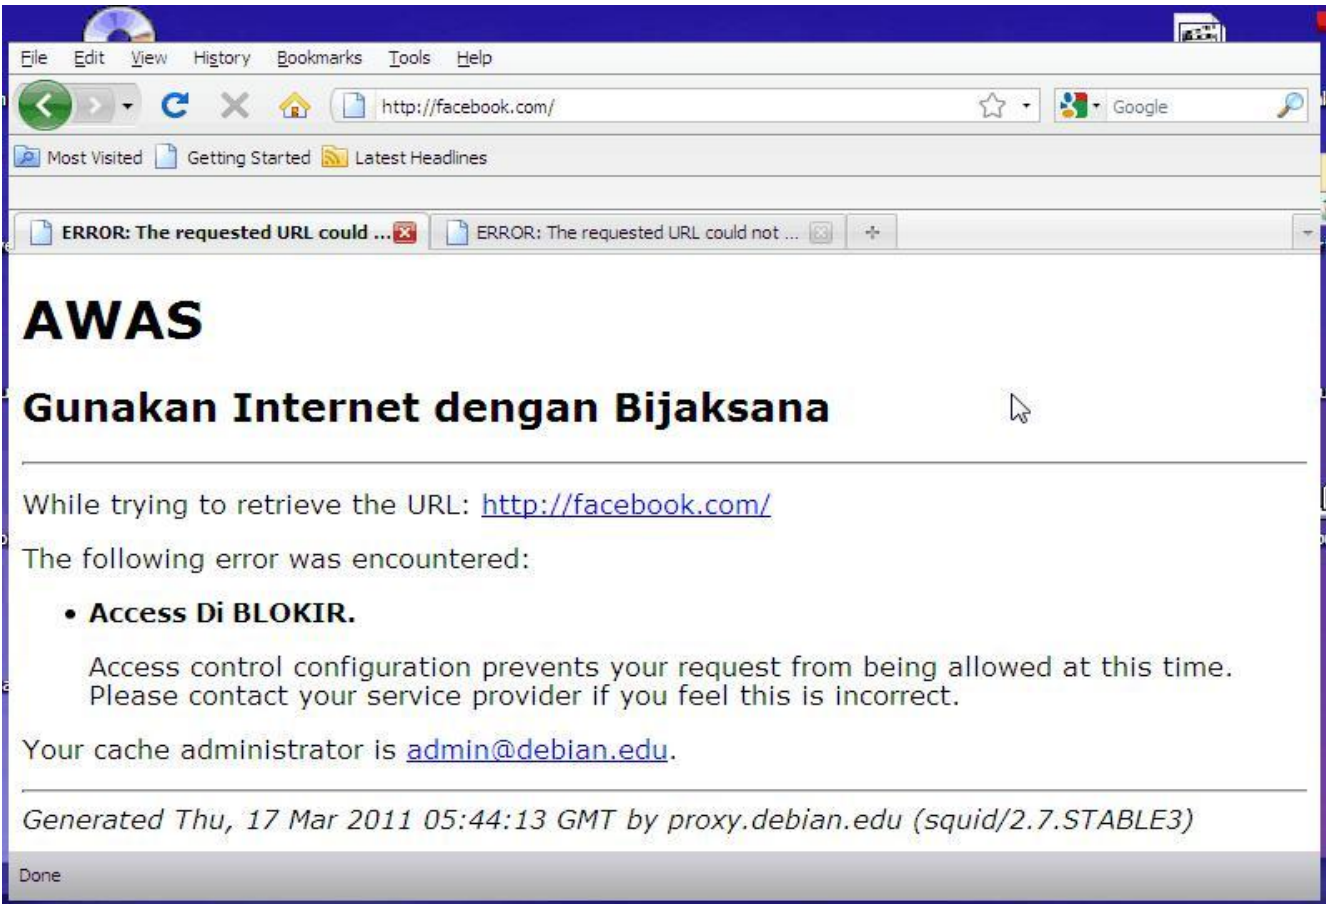 File Edit View History Bookmarks Tools Help
http://facebook.com/ Google
Most Visited Getting Started Latest Headlines
ERROR: The requested URL could ... ERROR: The requested URL could not ...
AWAS
Gunakan Internet dengan Bijaksana
While trying to retrieve the URL: http://facebook.com/
The following error was encountered:
• Access Di BLOKIR.
Access control configuration prevents your request from being allowed at this time.
Please contact your service provider if you feel this is incorrect.
Your cache administrator is admin@debian.edu.
Generated Thu, 17 Mar 2011 05:44:13 GMT by proxy.debian.edu (squid/2.7.STABLE3)
Done